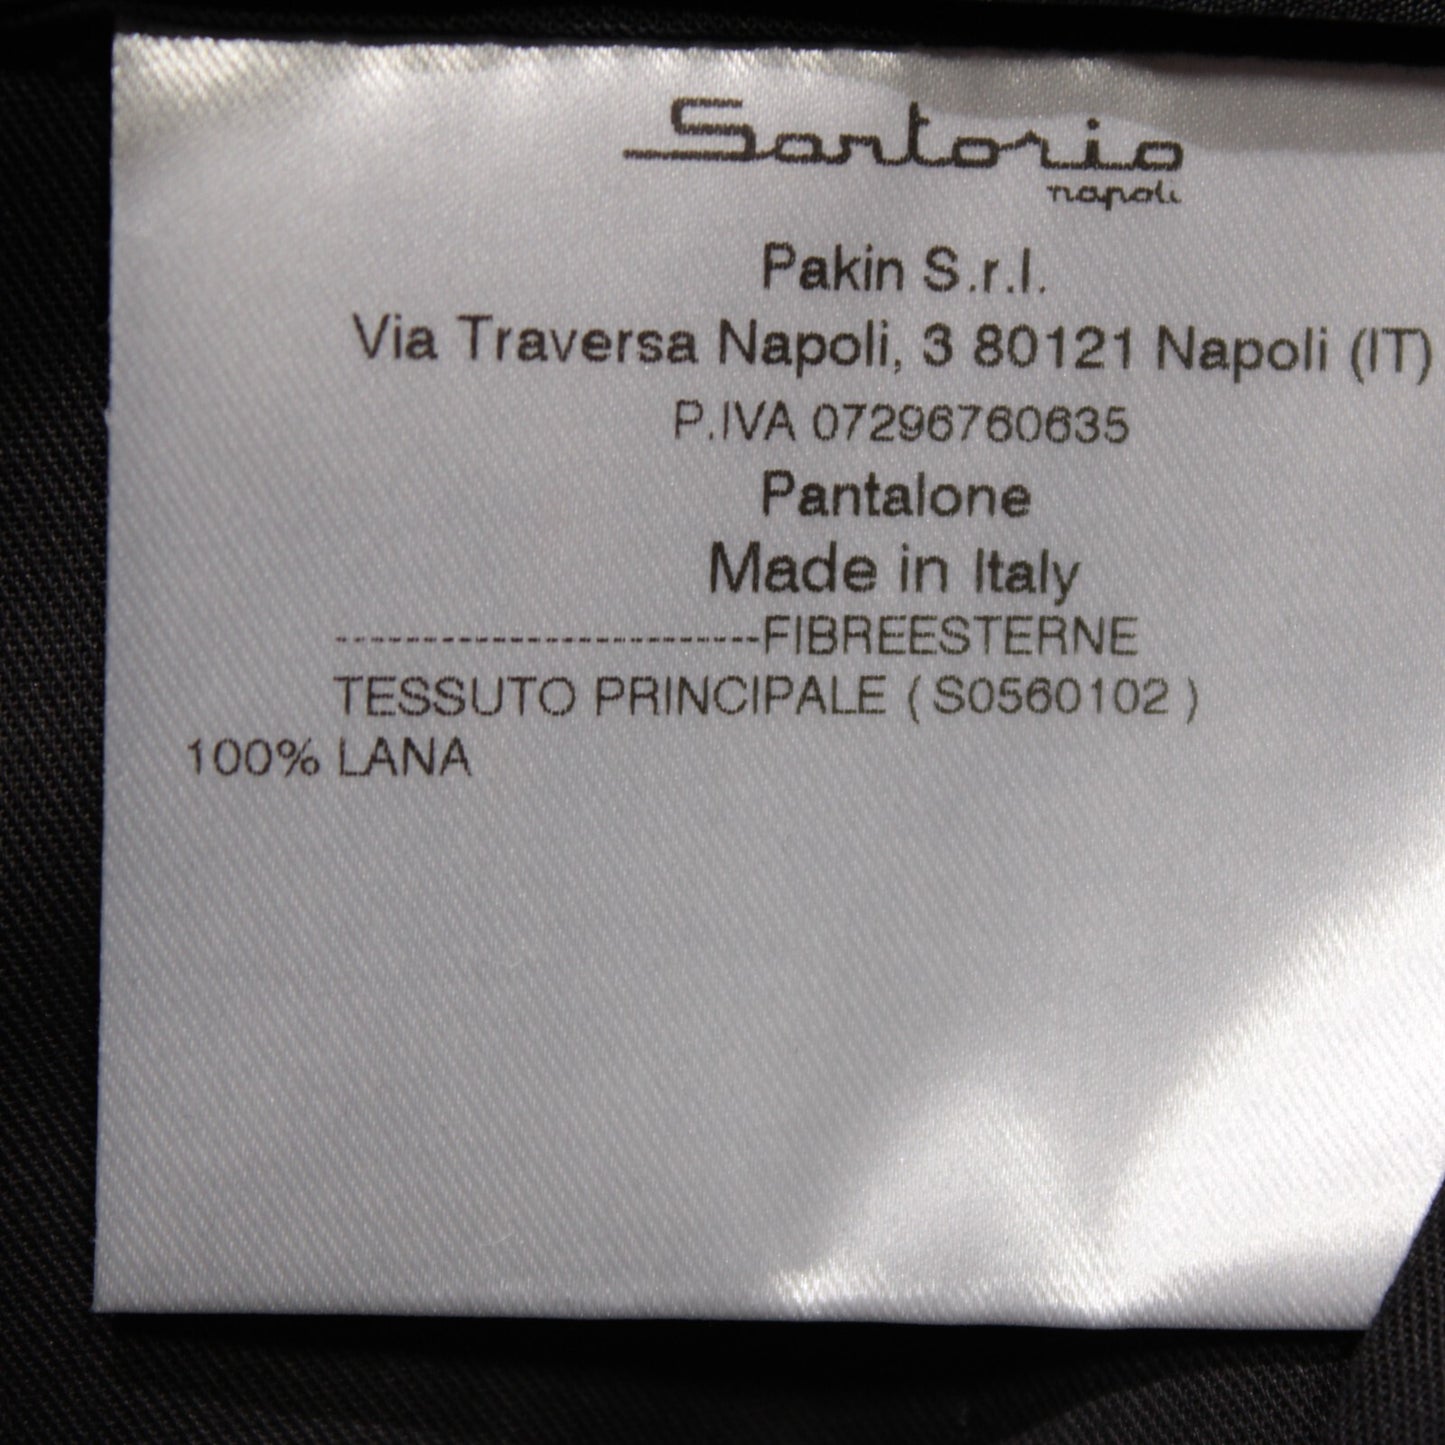 Sartorio
napoli
Pakin S.r.l.
Via Traversa Napoli, 3 80121 Napoli (IT)
P.IVA 07296760635
Pantalone
Made in Italy
--------------------------FIBREESTERNE
TESSUTO PRINCIPALE ( S0560102 )
100% LANA